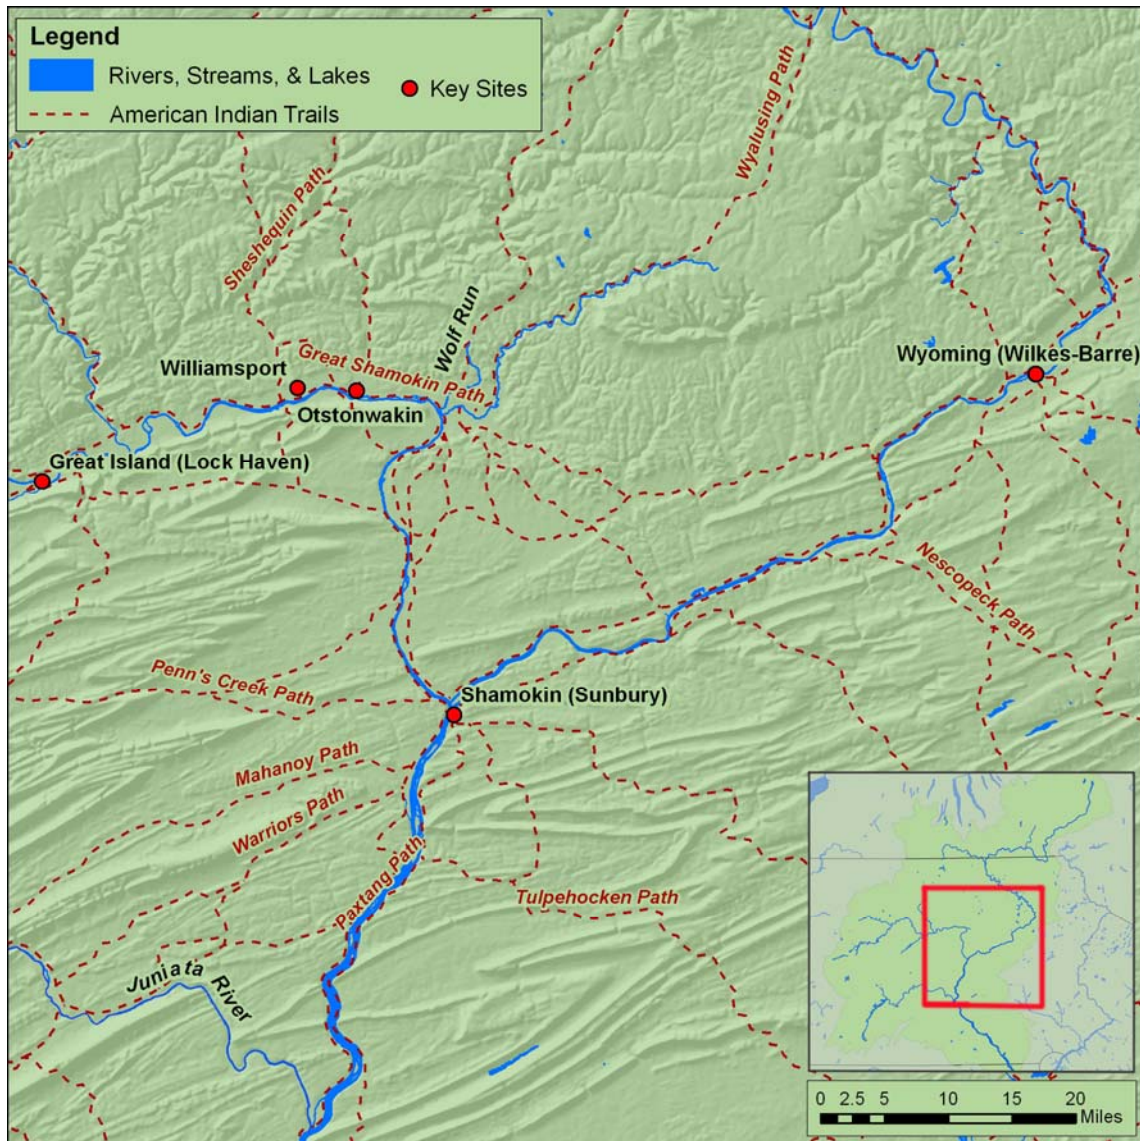 Legend
Rivers, Streams, & Lakes
Key Sites
American Indian Trails
Wyalusing Path
Sheshequin Path
Wolf Run
Great Shamokin Path
Williamsport
Otstonwakin
Wyoming (Wilkes-Barre)
Great Island (Lock Haven)
Nescopeck Path
Penn's Creek Path
Shamokin (Sunbury)
Mahanoy Path
Warriors Path
Paxtang Path
Tulpehocken Path
Juniata River
0 2.5 5 10 15 20
Miles